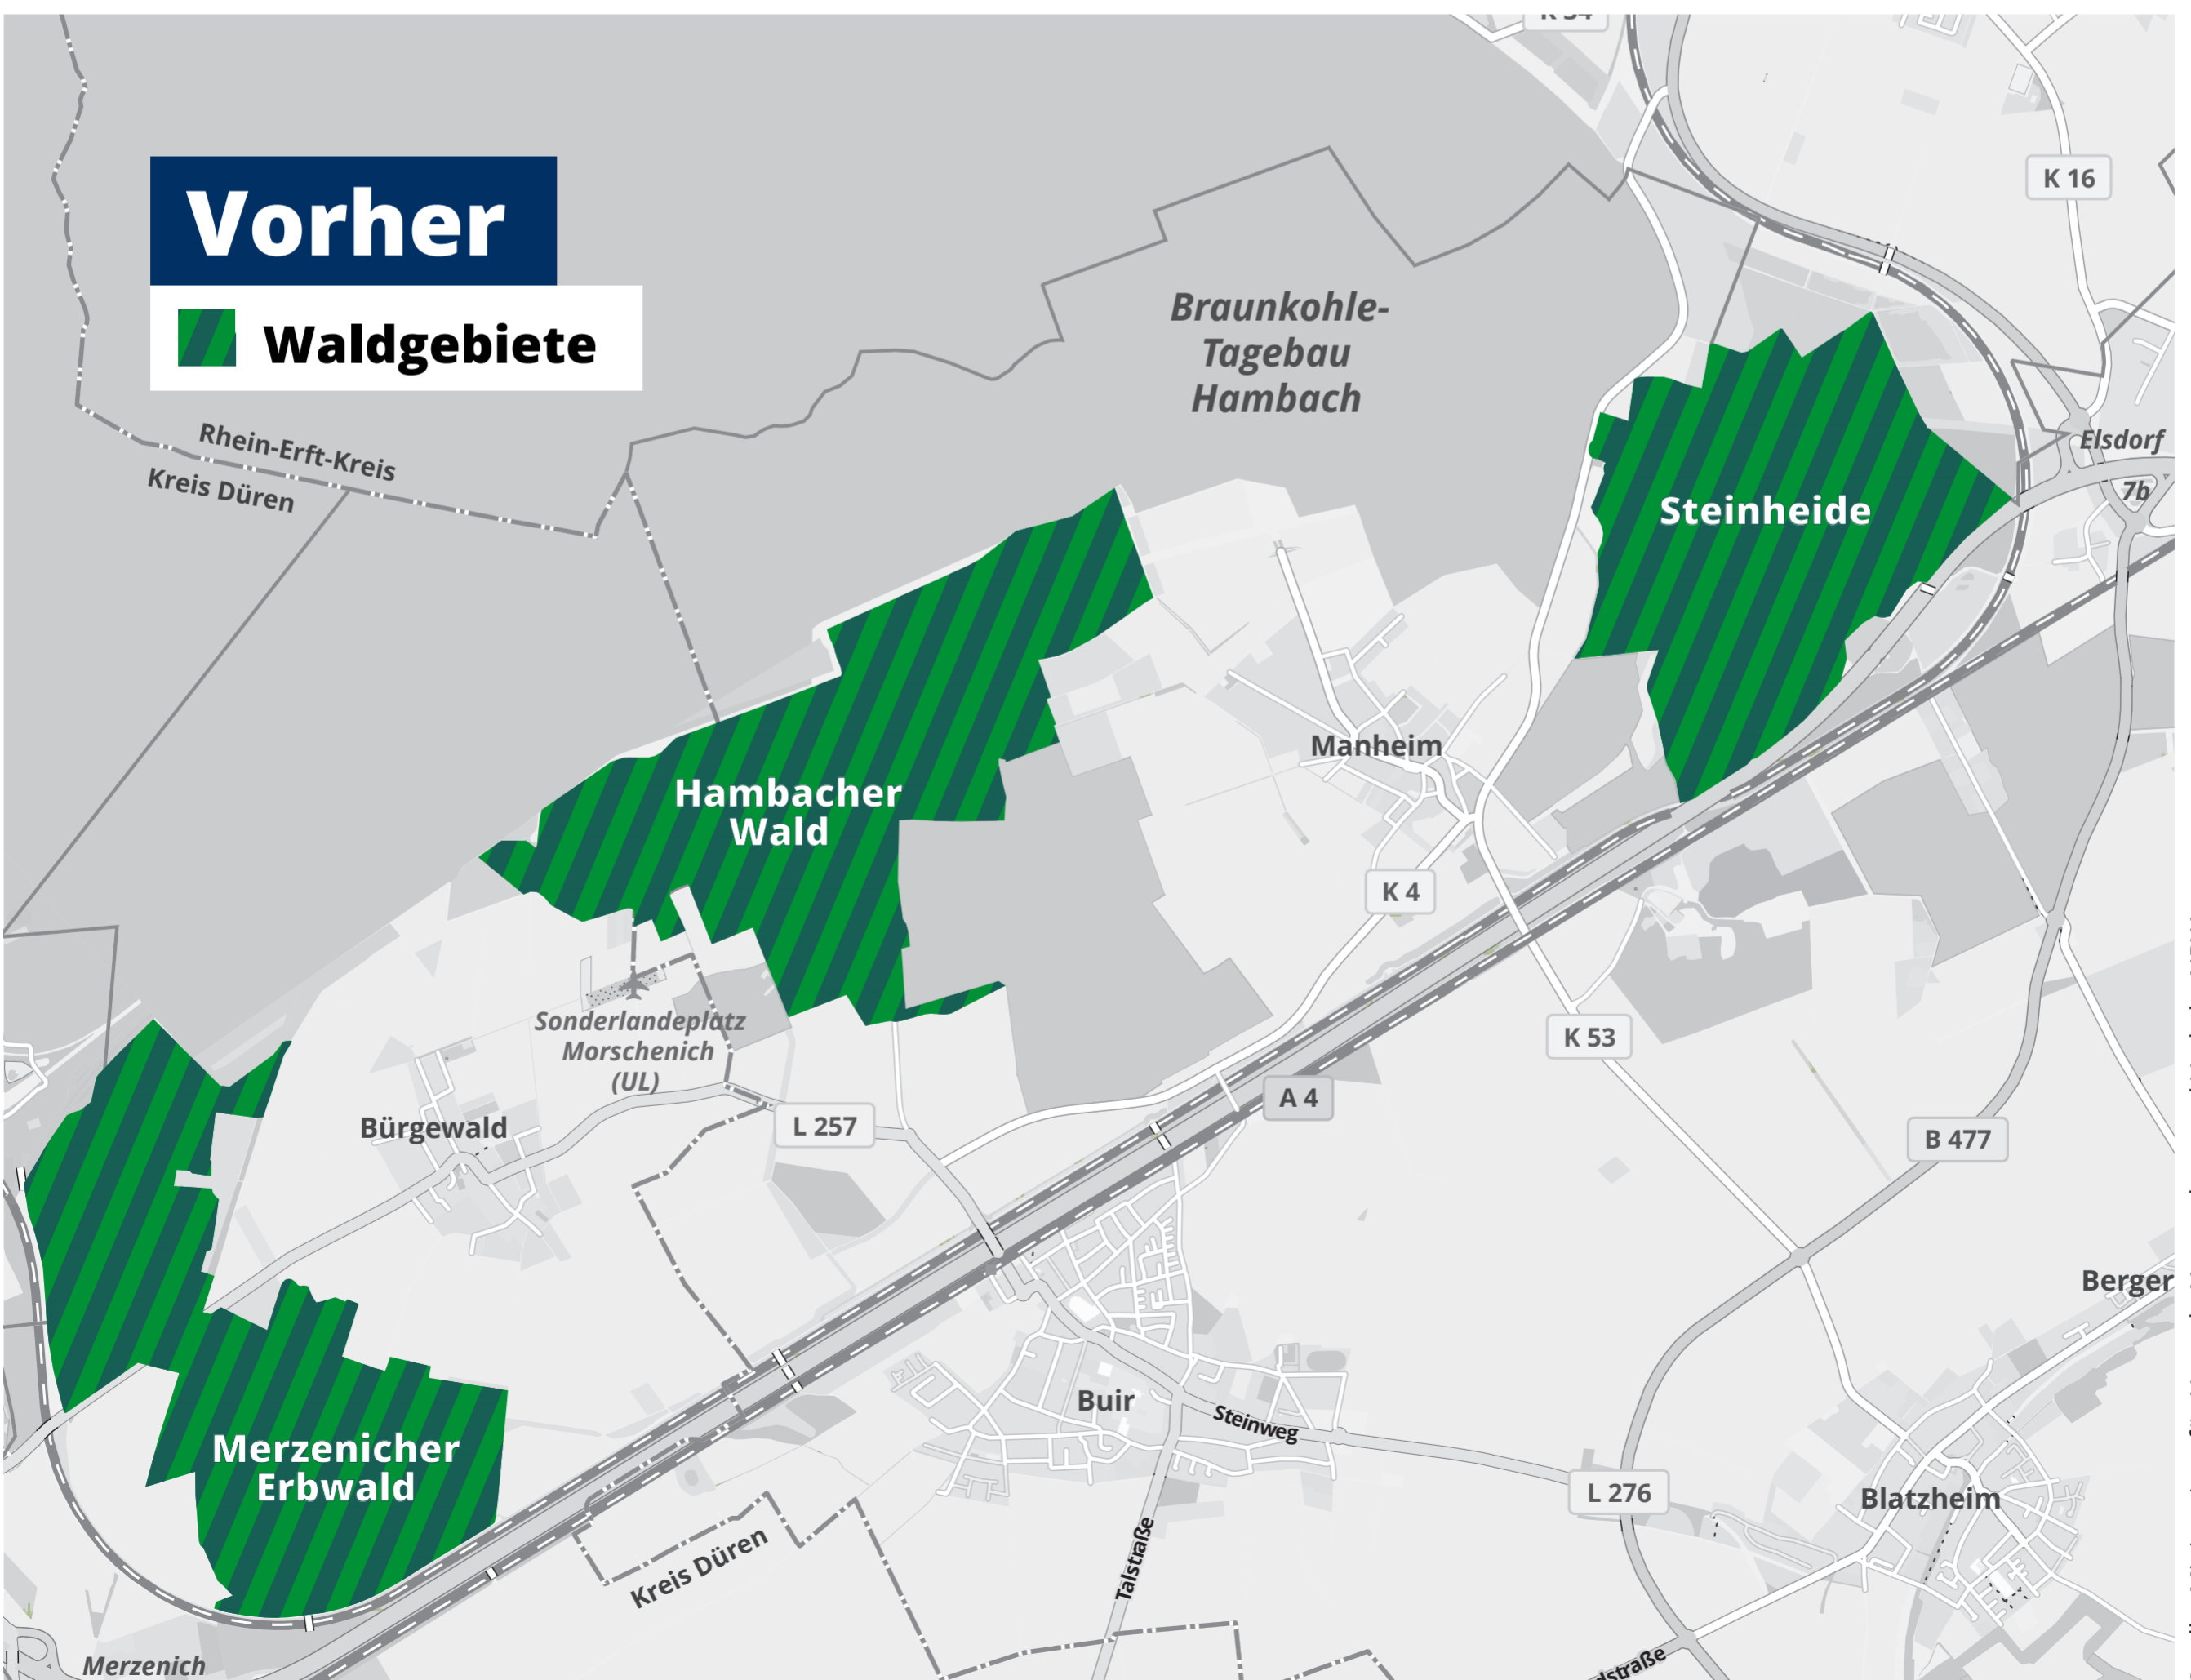 Vorher
Waldgebiete
K 16
Braunkohle-
Tagebau
Hambach
Rhein-Erft-Kreis
Kreis Düren
Elsdorf
7b
Steinheide
Manheim
Hambacher
Wald
K 4
Sonderlandeplatz
Morschenich
(UL)
K 53
A 4
Bürgewald
L 257
B 477
Berger
Buir
Steinweg
Merzenicher
Erbwald
L 276
Blatzheim
Kreis Düren
Talstraße
Merzenich